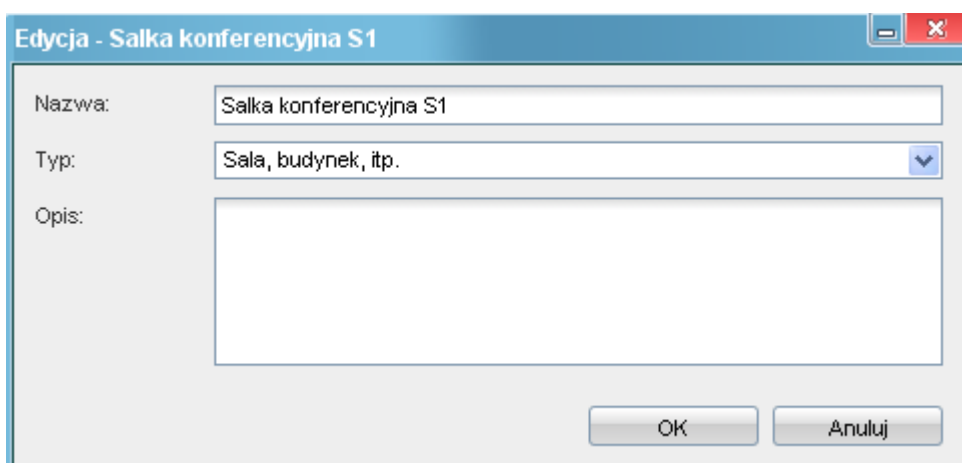 Edycja - Salka konferencyjna S1
Nazwa: Salka konferencyjna S1
Typ: Sala, budynek, itp.
Opis:
OK Anuluj